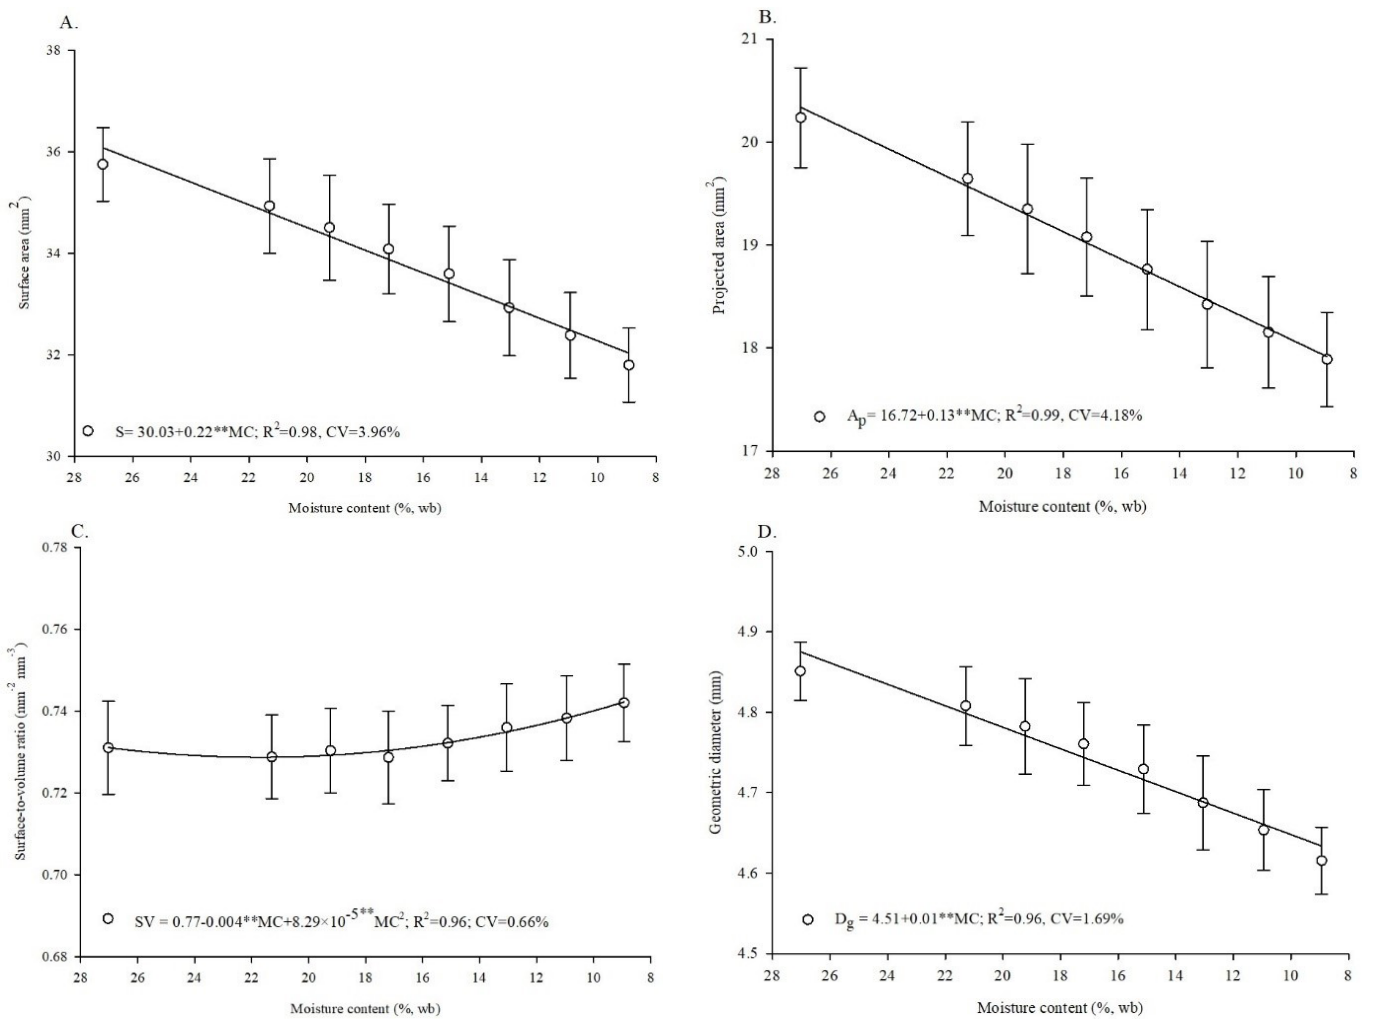 A.
38
36
34
32
30
Surface area (mm2)
S= 30.03+0.22**MC; R2=0.98, CV=3.96%
28 26 24 22 20 18 16 14 12 10 8
Moisture content (%, wb)
B.
21
20
19
18
17
Projected area (mm2)
Ap= 16.72+0.13**MC; R2=0.99, CV=4.18%
28 26 24 22 20 18 16 14 12 10 8
Moisture content (%, wb)
C.
0.78
0.76
0.74
0.72
0.70
0.68
Surface-to-volume ratio (mm-2 mm-3)
SV = 0.77-0.004**MC+8.29×10-5**MC2; R2=0.96; CV=0.66%
28 26 24 22 20 18 16 14 12 10 8
Moisture content (%, wb)
D.
5.0
4.9
4.8
4.7
4.6
4.5
Geometric diameter (mm)
Dg = 4.51+0.01**MC; R2=0.96, CV=1.69%
28 26 24 22 20 18 16 14 12 10 8
Moisture content (%, wb)